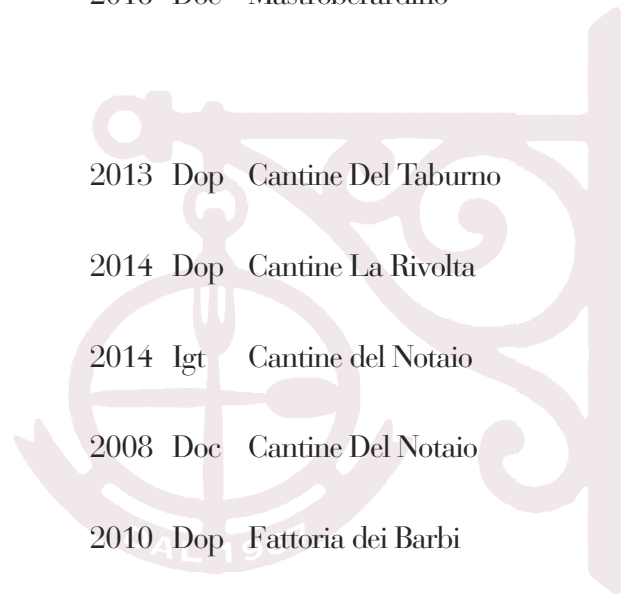 2013 Dop Cantine Del Taburno
2014 Dop Cantine La Rivolta
2014 Igt Cantine del Notaio
2008 Doc Cantine Del Notaio
2010 Dop Fattoria dei Barbi